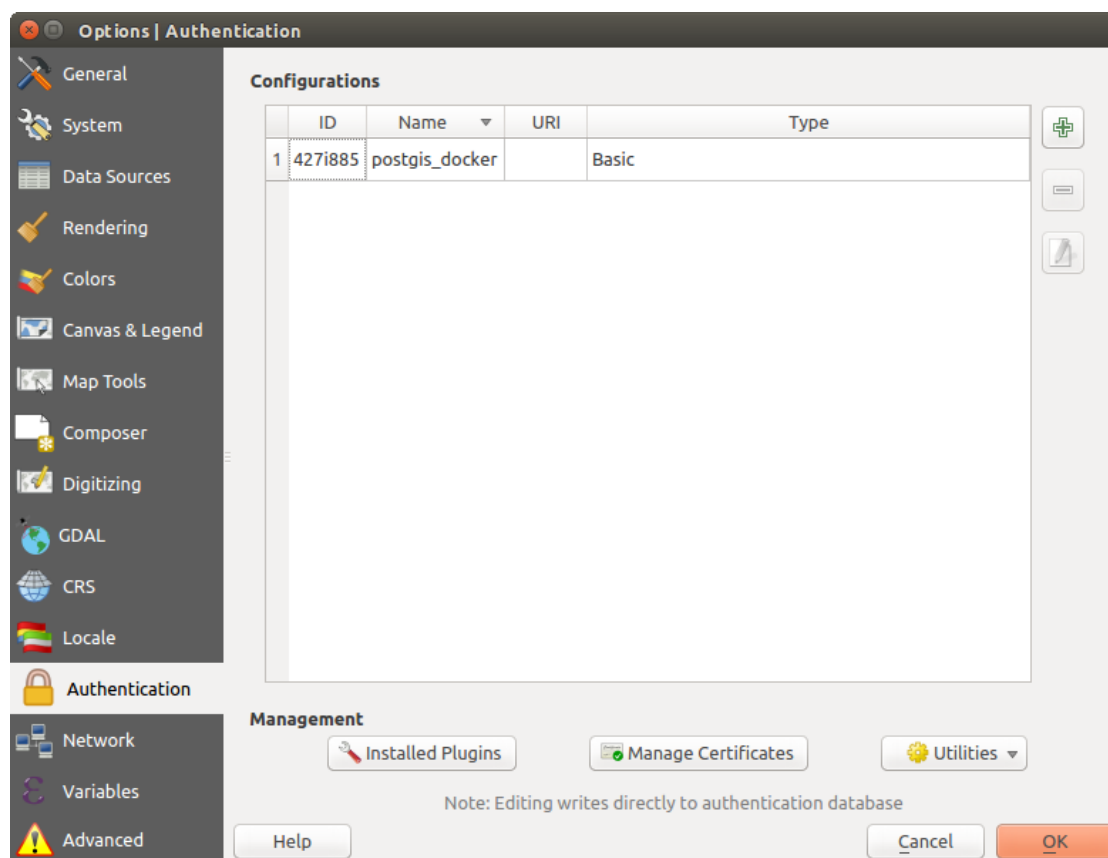 Options | Authentication
General
System
Data Sources
Rendering
Colors
Canvas & Legend
Map Tools
Composer
Digitizing
GDAL
CRS
Locale
Authentication
Network
Variables
Advanced
Configurations
ID Name URI Type
1 427i885 postgis_docker Basic
Management
Installed Plugins Manage Certificates Utilities
Note: Editing writes directly to authentication database
Help Cancel OK